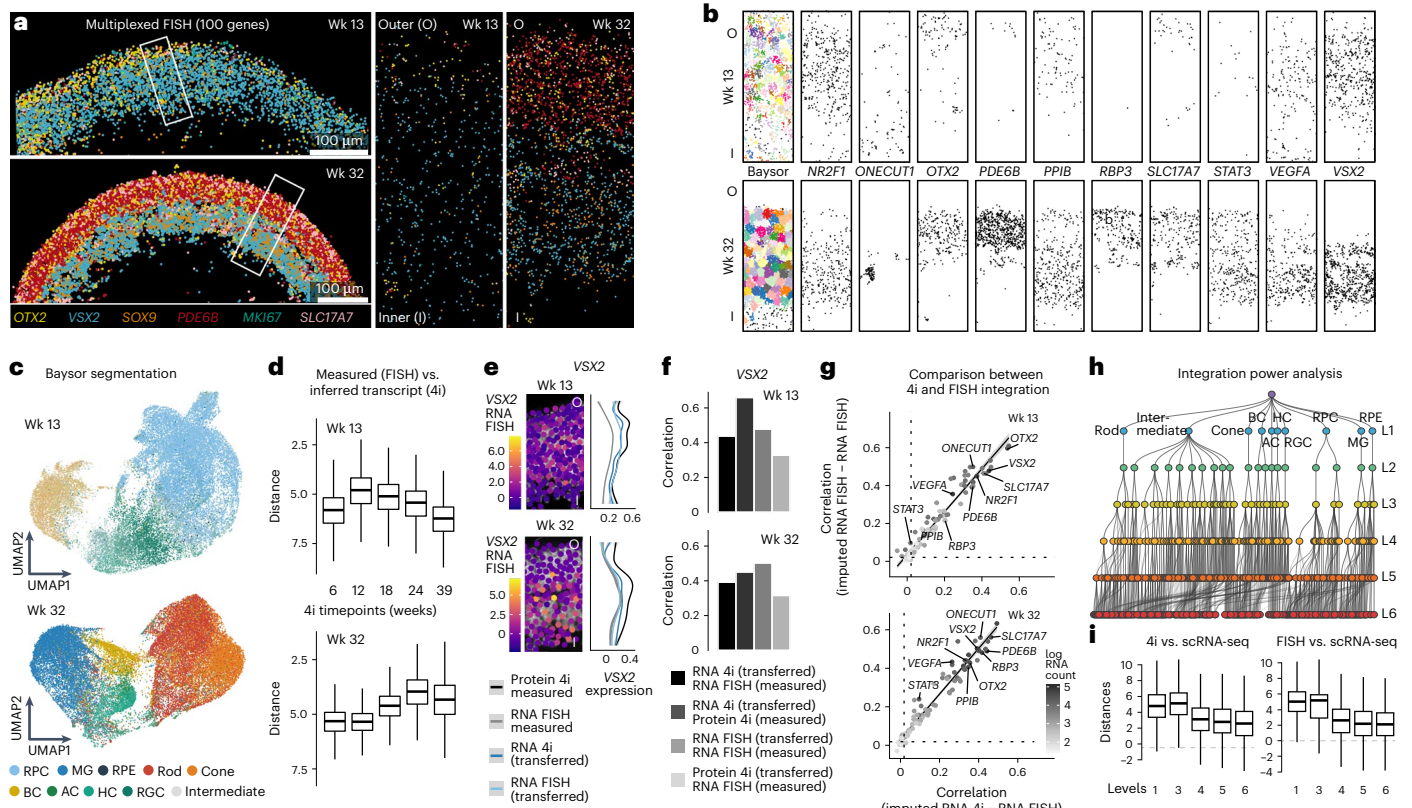 a
Multiplexed FISH (100 genes)
Wk 13
100 µm
Wk 32
100 µm
OTX2 VSX2 SOX9 PDE6B MKI67 SLC17A7
Outer (O) Wk 13
Inner (I)
O Wk 32
I
b
O
Wk 13
I
Baysor NR2F1 ONECUT1 OTX2 PDE6B PPIB RBP3 SLC17A7 STAT3 VEGFA VSX2
O
Wk 32
I
c
Baysor segmentation
Wk 13
UMAP2
UMAP1
Wk 32
UMAP2
UMAP1
RPC MG RPE Rod Cone
BC AC HC RGC Intermediate
d
Measured (FISH) vs.
inferred transcript (4i)
Wk 13
Distance
2.5
5.0
7.5
6 12 18 24 39
4i timepoints (weeks)
Wk 32
Distance
2.5
5.0
7.5
e
VSX2
Wk 13
VSX2
RNA
FISH
6.0
4.0
2.0
0
O
I
0.2 0.6
Wk 32
VSX2
RNA
FISH
5.0
0
O
I
0 0.4
VSX2
expression
Protein 4i
measured
RNA FISH
measured
RNA 4i
(transferred)
RNA FISH
(transferred)
f
VSX2
Wk 13
Correlation
0.6
0.4
0.2
0
Wk 32
Correlation
0.6
0.4
0.2
0
RNA 4i (transferred)
RNA FISH (measured)
RNA 4i (transferred)
Protein 4i (measured)
RNA FISH (transferred)
RNA FISH (measured)
Protein 4i (transferred)
RNA FISH (measured)
g
Comparison between
4i and FISH integration
Wk 13
Correlation
(imputed RNA FISH – RNA FISH)
0.6
0.4
0.2
0
OTX2
ONECUT1
VSX2
SLC17A7
VEGFA
NR2F1
PDE6B
STAT3
PPIB
RBP3
0 0.2 0.4 0.6
Wk 32
0.6
0.4
0.2
0
ONECUT1
VSX2
SLC17A7
NR2F1
PDE6B
VEGFA
RBP3
STAT3
OTX2
PPIB
0 0.2 0.4 0.6
Correlation
(imputed RNA 4i – RNA FISH)
log
RNA
count
5
4
3
2
h
Integration power analysis
Rod
Inter-
mediate
Cone
BC HC
AC RGC
RPC
RPE
MG
L1
L2
L3
L4
L5
L6
i
4i vs. scRNA-seq
Distances
10
8
6
4
2
0
−2
FISH vs. scRNA-seq
10
8
6
4
2
0
−2
−4
Levels 1 3 4 5 6 1 3 4 5 6